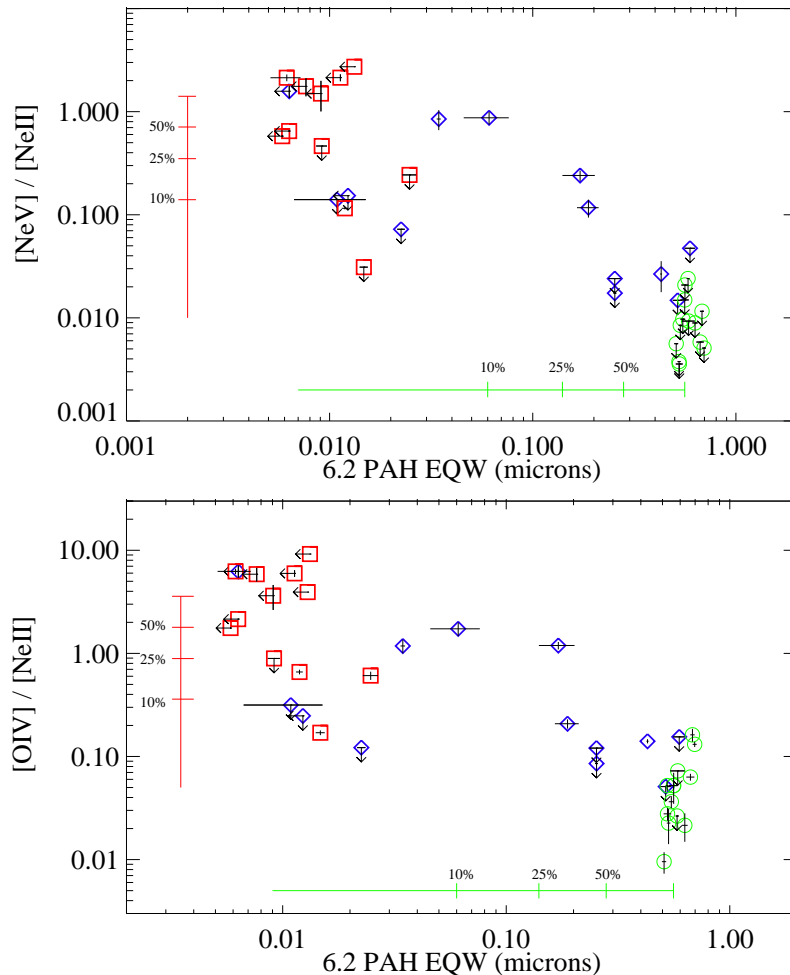 1.000
0.100
0.010
0.001
[NeV] / [NeII]
50%
25%
10%
10% 25% 50%
0.001 0.010 0.100 1.000
6.2 PAH EQW (microns)
10.00
1.00
0.10
0.01
[OIV] / [NeII]
50%
25%
10%
10% 25% 50%
0.01 0.10 1.00
6.2 PAH EQW (microns)